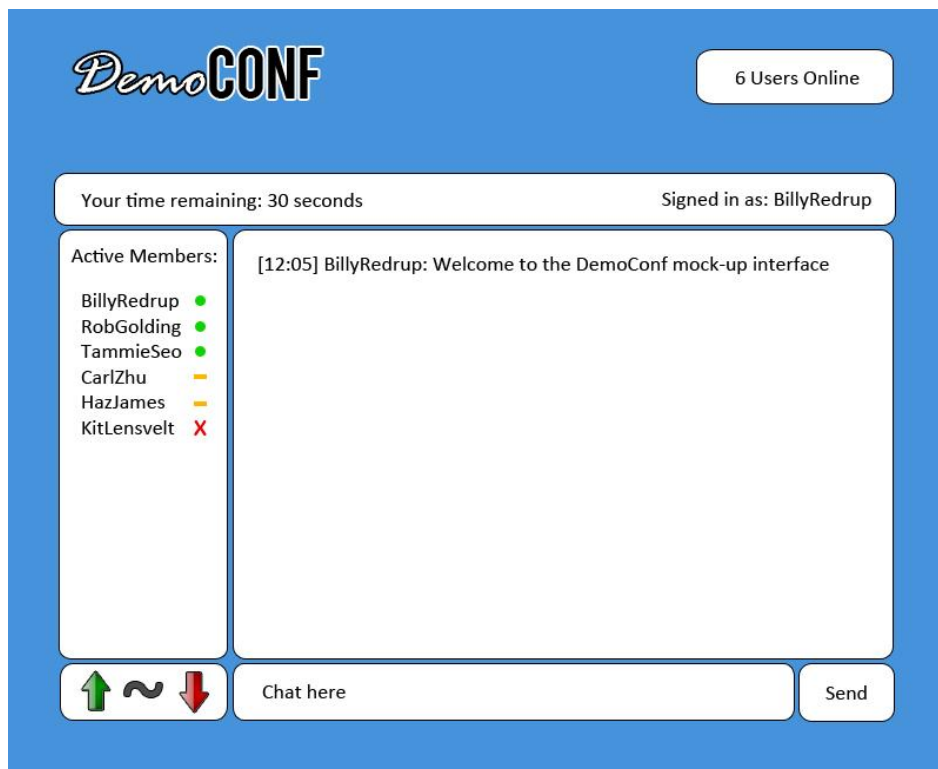 DemoCONF
6 Users Online
Your time remaining: 30 seconds
Signed in as: BillyRedrup
Active Members:
BillyRedrup
RobGolding
TammieSeo
CarlZhu
HazJames
KitLensvelt X
[12:05] BillyRedrup: Welcome to the DemoConf mock-up interface
Chat here
Send